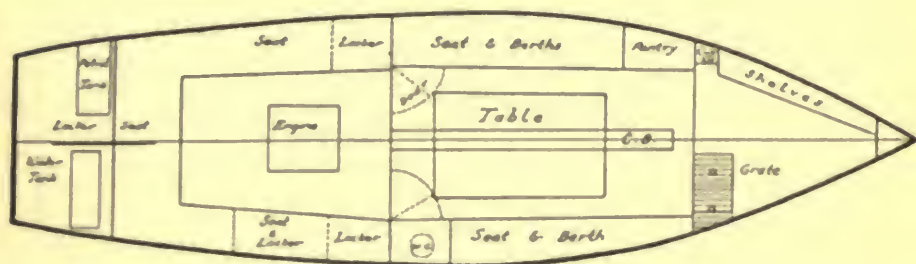 Seat
Locker
Seat & Berths
Pantry
Petrol
Tank
Doors
Shelves
Table
Locker
Seat
Engine
C.B.
Water
Tank
Grate
Seat
&
Locker
Locker
W.C.
Seat & Berth